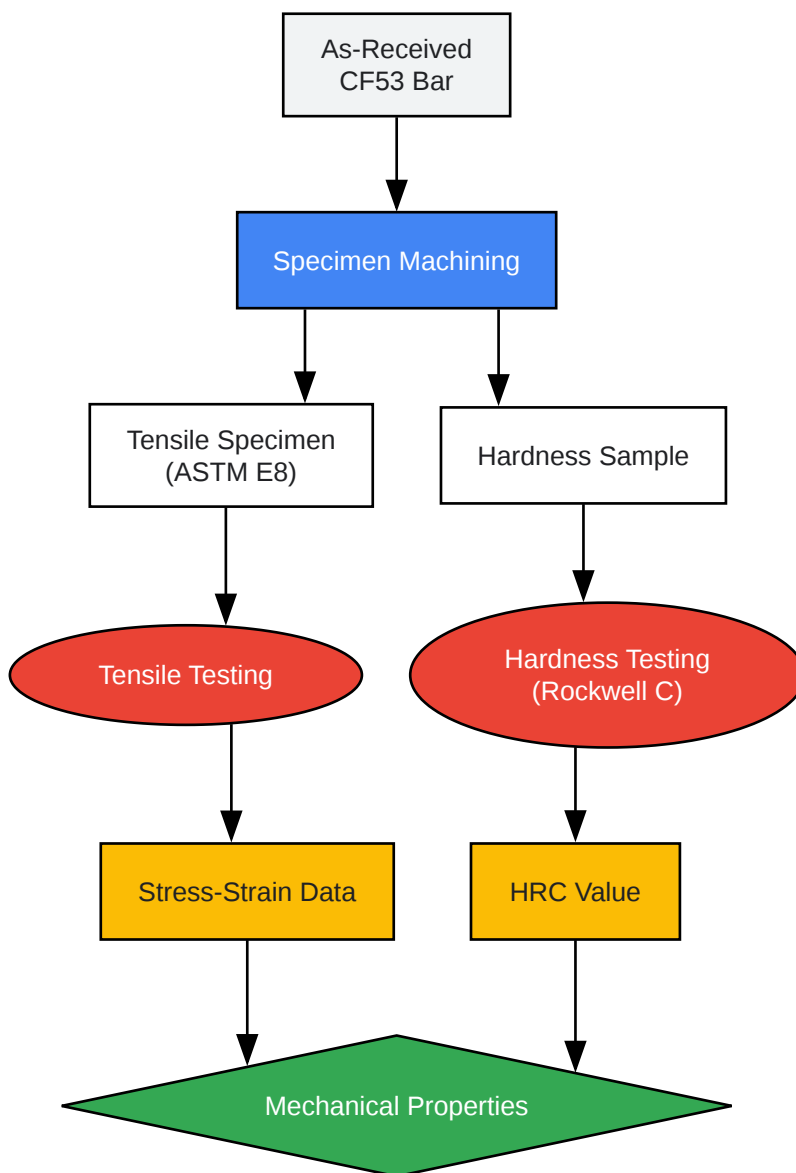 As-Received
CF53 Bar
Specimen Machining
Tensile Specimen
(ASTM E8)
Hardness Sample
Tensile Testing
Hardness Testing
(Rockwell C)
Stress-Strain Data
HRC Value
Mechanical Properties